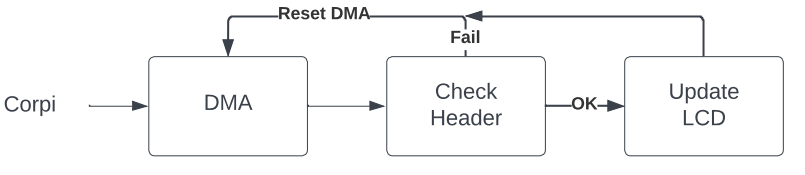 Reset DMA
Fail
Corpi
DMA
Check
Header
OK
Update
LCD